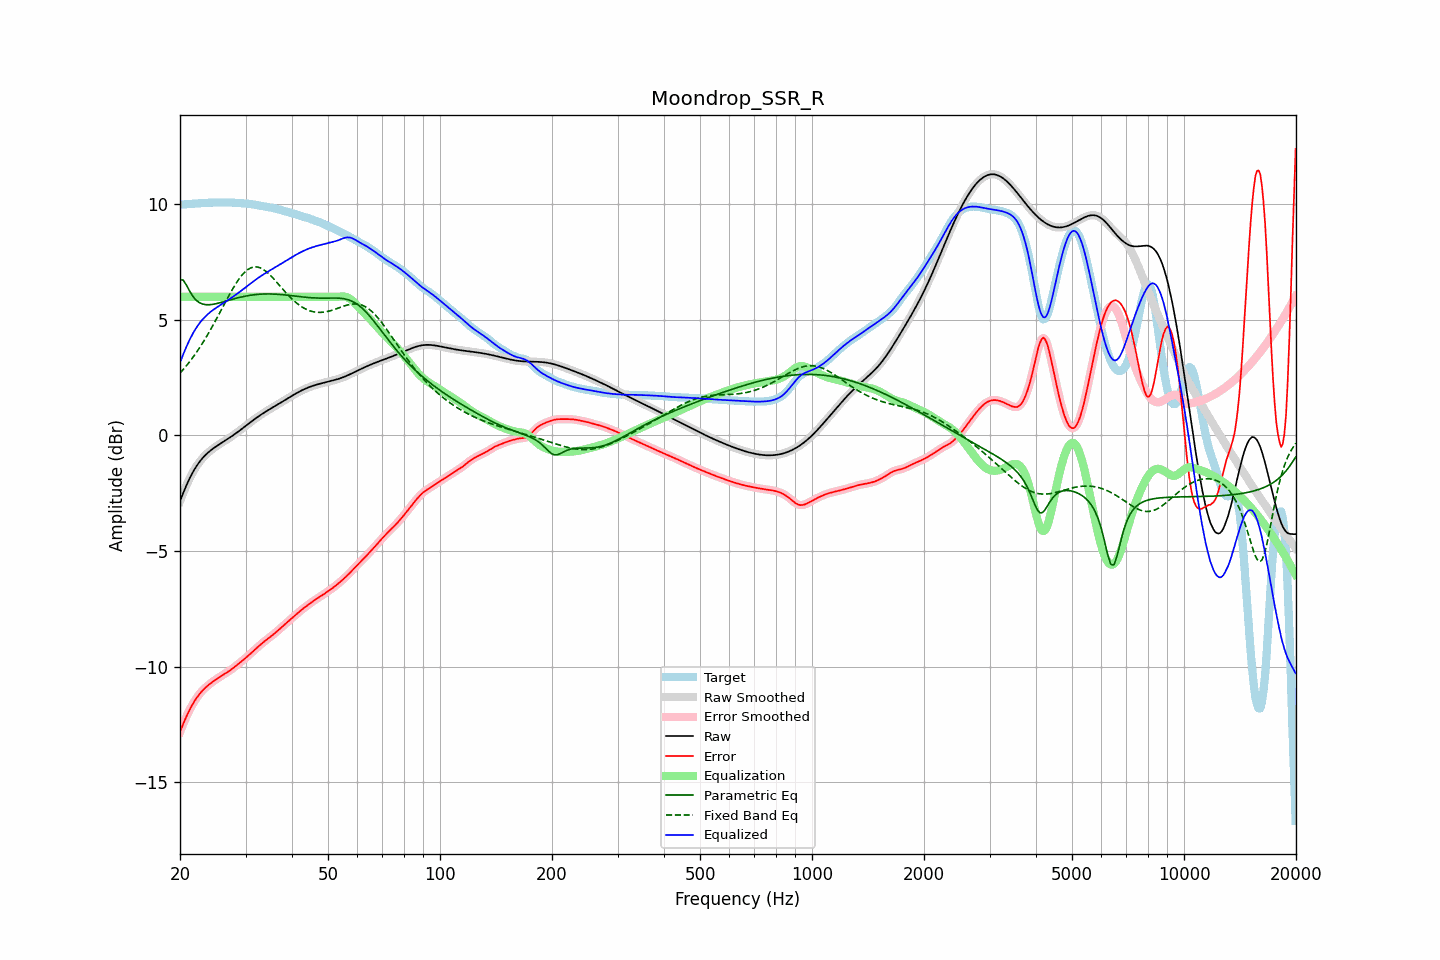 Moondrop_SSR_R
Amplitude (dBr)
10
5
0
−5
−10
−15
Target
Raw Smoothed
Error Smoothed
Raw
Error
Equalization
Parametric Eq
Fixed Band Eq
Equalized
20 50 100 200 500 1000 2000 5000 10000 20000
Frequency (Hz)